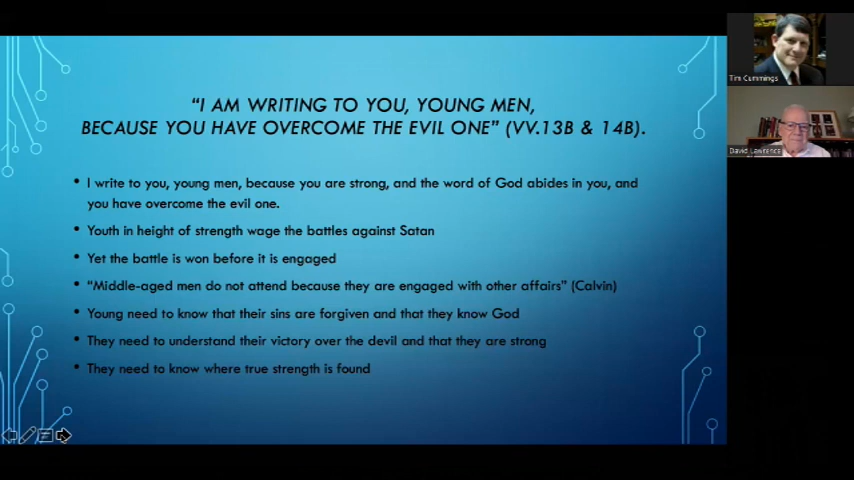 “I AM WRITING TO YOU, YOUNG MEN,
BECAUSE YOU HAVE OVERCOME THE EVIL ONE” (VV.13B & 14B).
• I write to you, young men, because you are strong, and the word of God abides in you, and
you have overcome the evil one.
• Youth in height of strength wage the battles against Satan
• Yet the battle is won before it is engaged
• “Middle-aged men do not attend because they are engaged with other affairs” (Calvin)
• Young need to know that their sins are forgiven and that they know God
• They need to understand their victory over the devil and that they are strong
• They need to know where true strength is found
Tim Cummings
David Lawrence